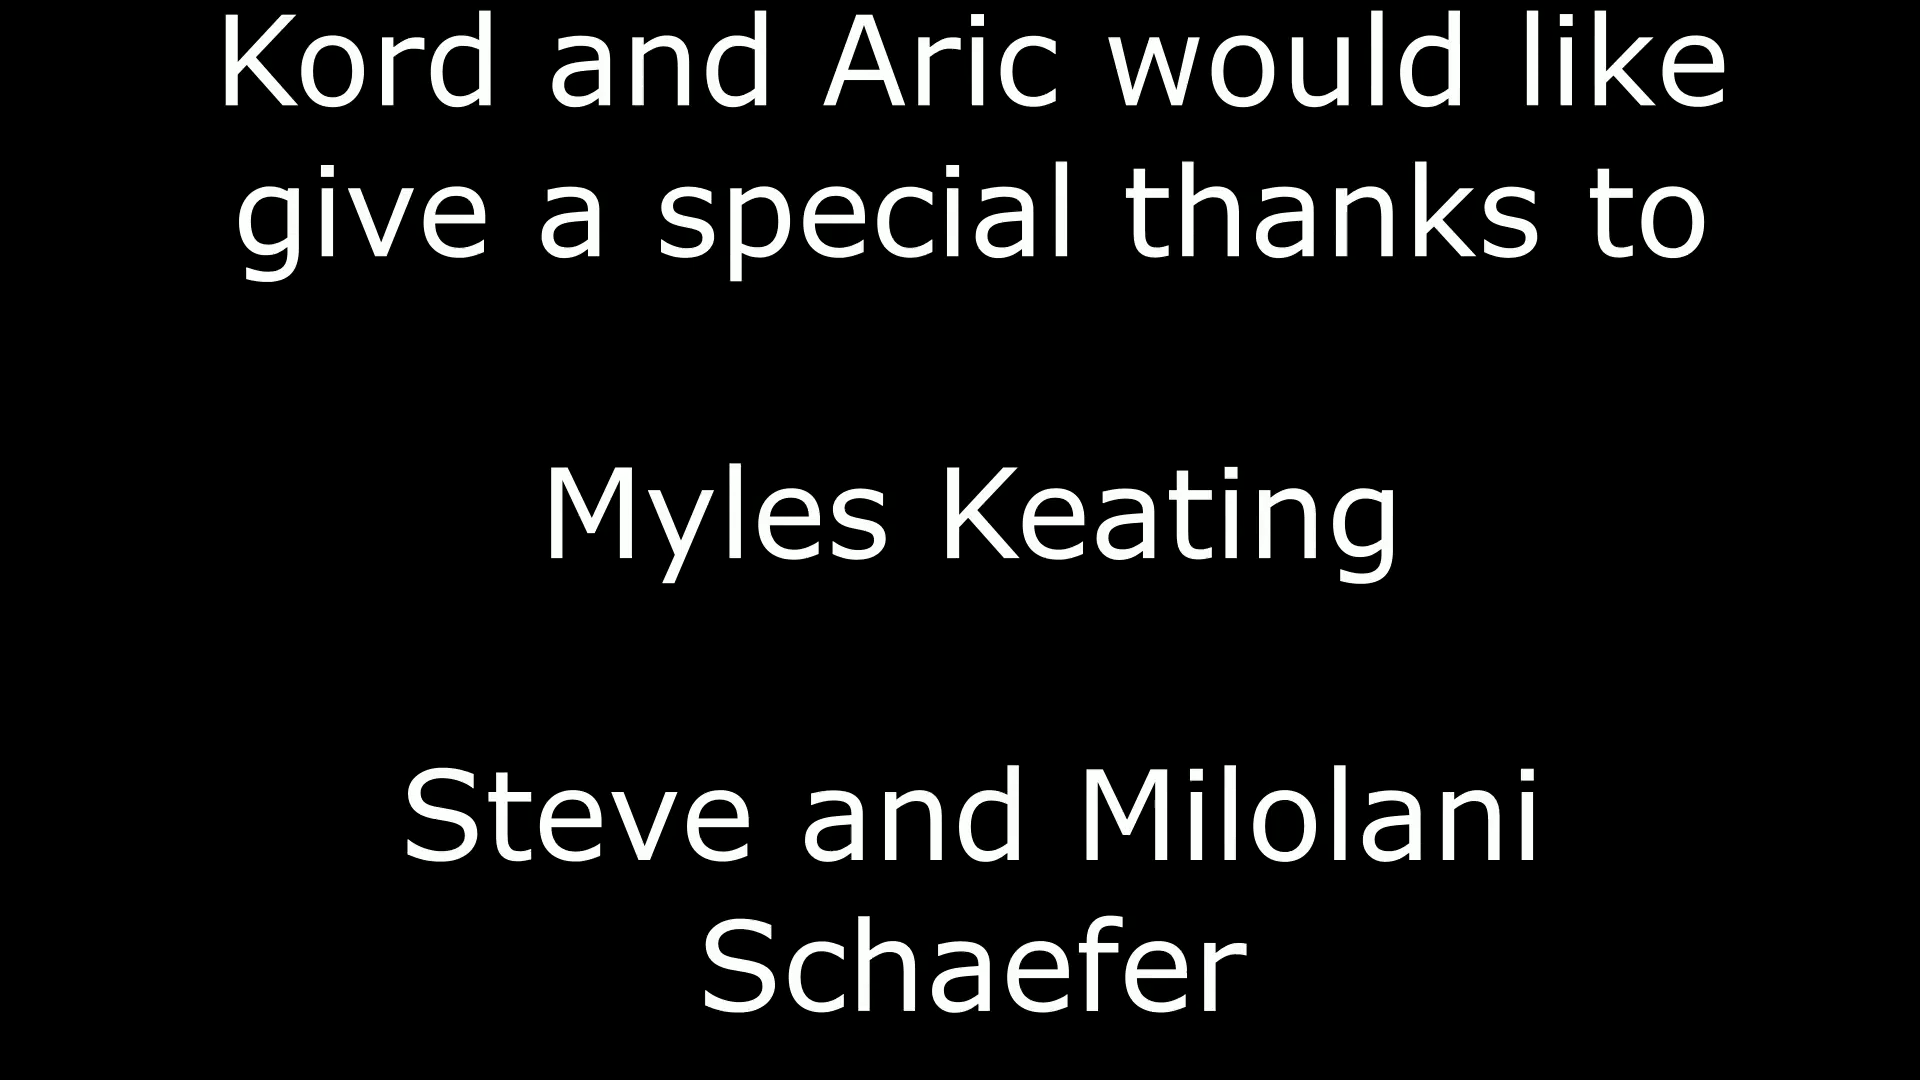 Kord and Aric would like
give a special thanks to
Myles Keating
Steve and Milolani
Schaefer